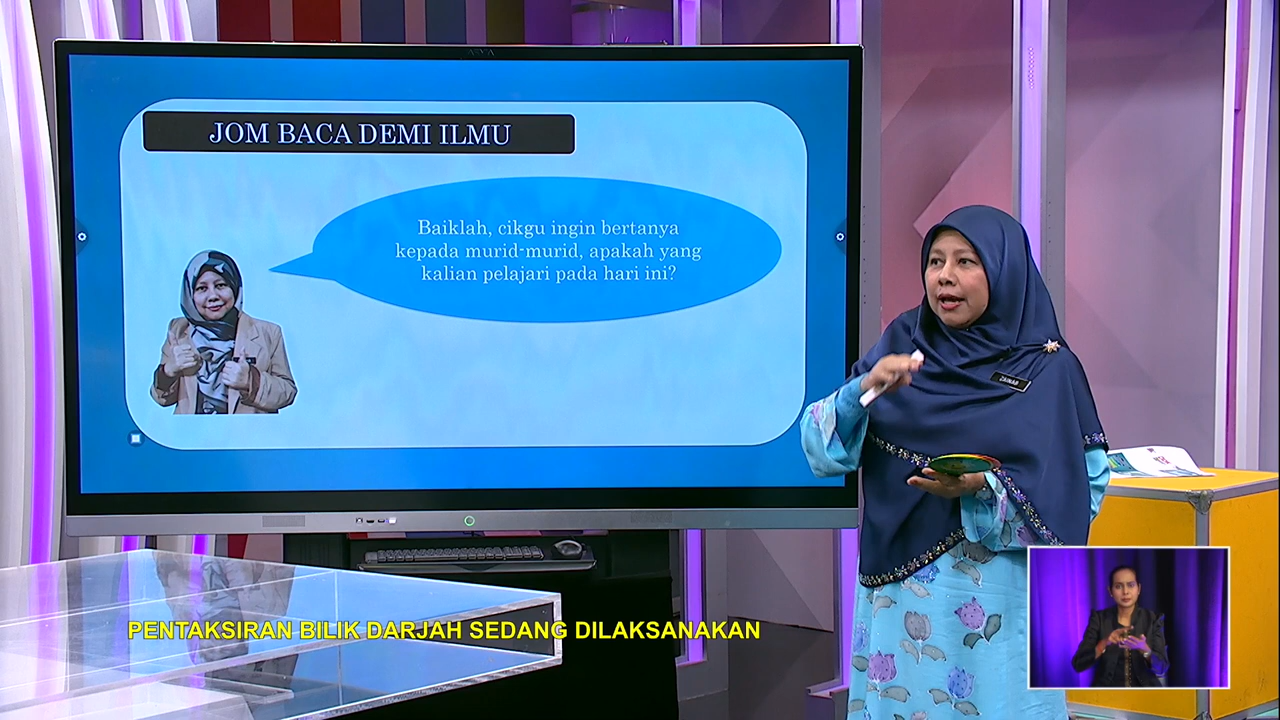 JOM BACA DEMI ILMU
Baiklah, cikgu ingin bertanya
kepada murid-murid, apakah yang
kalian pelajari pada hari ini?
ZAINAB
PENTAKSIRAN BILIK DARJAH SEDANG DILAKSANAKAN